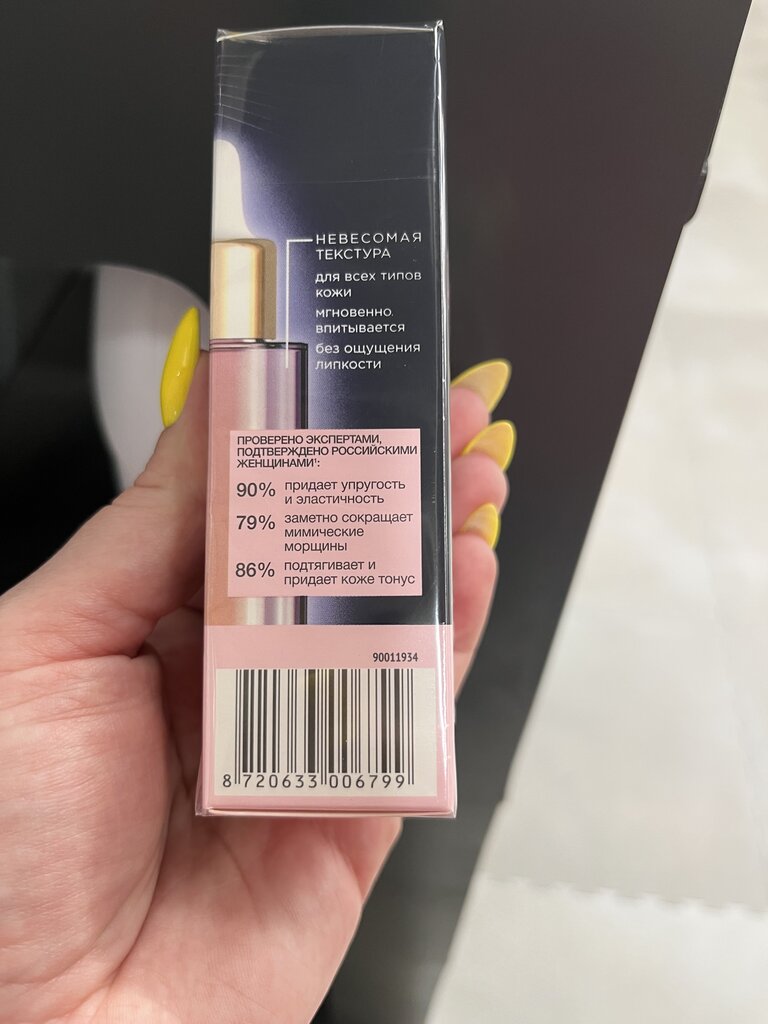 НЕВЕСОМАЯ
ТЕКСТУРА
для всех типов
кожи
мгновенно
впитывается
без ощущения
липкости
ПРОВЕРЕНО ЭКСПЕРТАМИ,
ПОДТВЕРЖДЕНО РОССИЙСКИМИ
ЖЕНЩИНАМИ¹:
90% придает упругость
и эластичность
79% заметно сокращает
мимические
морщины
86% подтягивает и
придает коже тонус
90011934
8 720633 006799